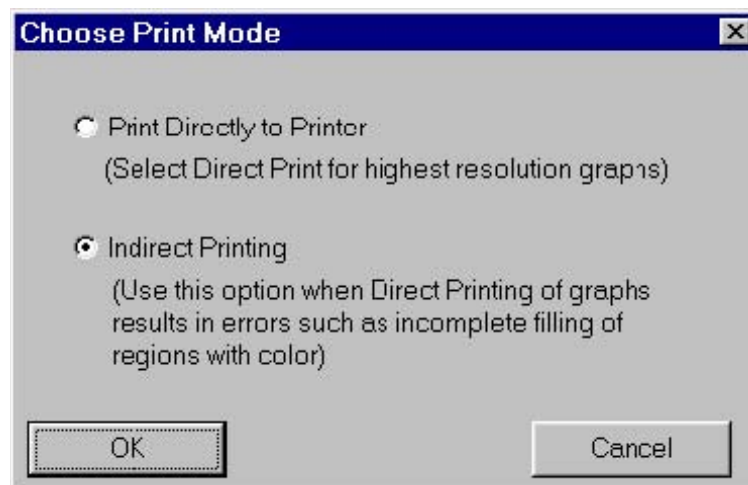 Choose Print Mode
Print Directly to Printer
(Select Direct Print for highest resolution graphs)
Indirect Printing
(Use this option when Direct Printing of graphs
results in errors such as incomplete filling of
regions with color)
OK
Cancel